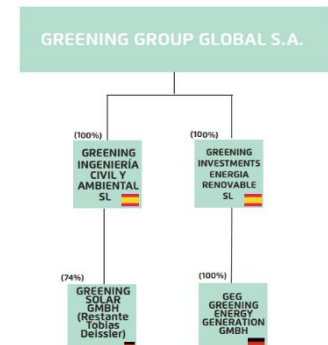 GREENING GROUP GLOBAL S.A.
(100%)
GREENING
INGENIERÍA
CIVIL Y
AMBIENTAL
SL
(100%)
GREENING
INVESTMENTS
ENERGIA
RENOVABLE
SL
(74%)
GREENING
SOLAR
GMBH
(Restante
Tobias
Deissler)
(100%)
GEG
GREENING
ENERGY
GENERATION
GMBH